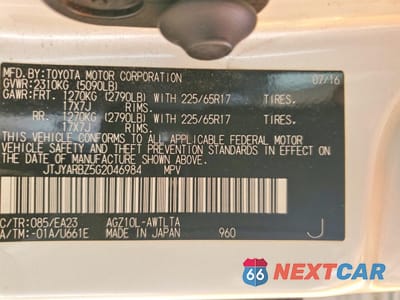 MFD. BY: TOYOTA MOTOR CORPORATION 07/16
GVWR: 2310KG (5090LB)
GAWR: FRT. 1270KG (2790LB) WITH 225/65R17 TIRES,
17X7J RIMS.
RR. 1270KG (2790LB) WITH 225/65R17 TIRES,
17X7J RIMS.
THIS VEHICLE CONFORMS TO ALL APPLICABLE FEDERAL MOTOR
VEHICLE SAFETY
STANDARDS IN EFFECT ON THE DATE OF
MANUFACTURE SHOWN ABOVE.
JTJYARBZ5G2046984 MPV
C/TR: 085/EA23 AGZ10L-AWTLTA
A/TM: -01A/U661E MADE IN JAPAN 960 J
66 NEXTCAR